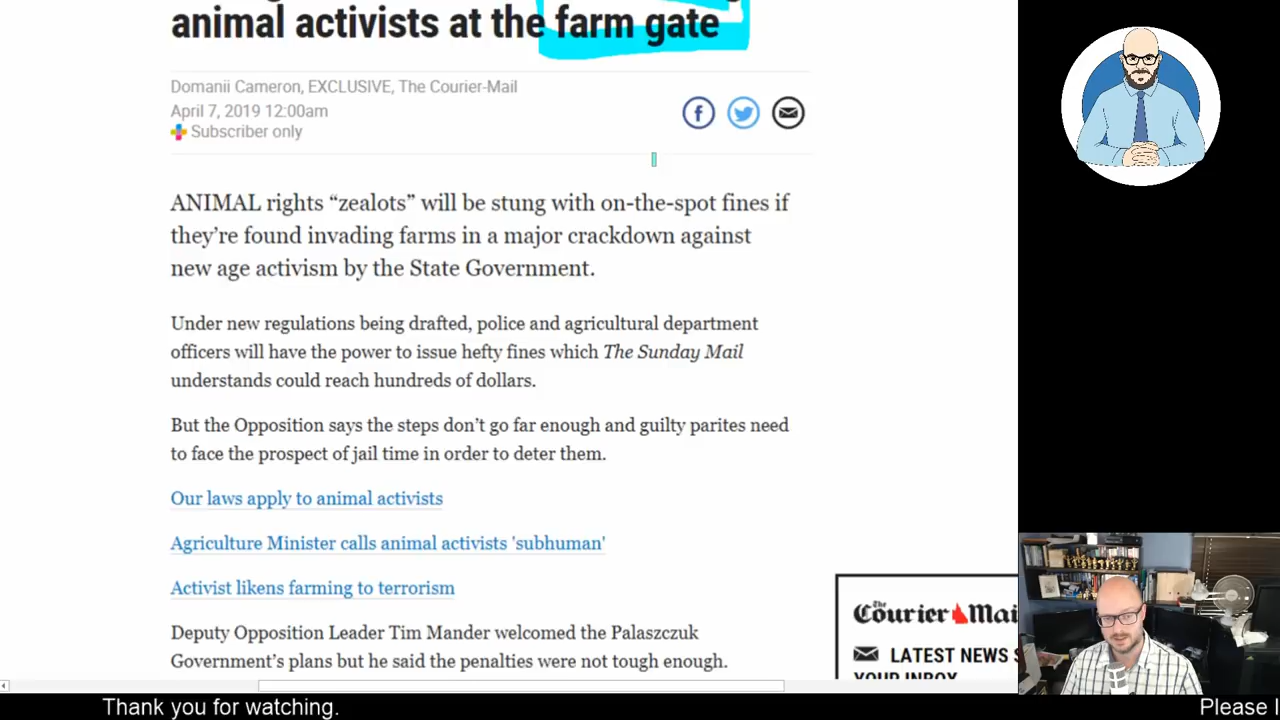 animal activists at the farm gate
Domanii Cameron, EXCLUSIVE, The Courier-Mail
April 7, 2019 12:00am
Subscriber only
ANIMAL rights “zealots” will be stung with on-the-spot fines if
they’re found invading farms in a major crackdown against
new age activism by the State Government.
Under new regulations being drafted, police and agricultural department
officers will have the power to issue hefty fines which The Sunday Mail
understands could reach hundreds of dollars.
But the Opposition says the steps don’t go far enough and guilty parites need
to face the prospect of jail time in order to deter them.
Our laws apply to animal activists
Agriculture Minister calls animal activists 'subhuman'
Activist likens farming to terrorism
Deputy Opposition Leader Tim Mander welcomed the Palaszczuk
Government’s plans but he said the penalties were not tough enough.
The Courier Mai
LATEST NEWS
YOUR INBOX
Thank you for watching.
Please